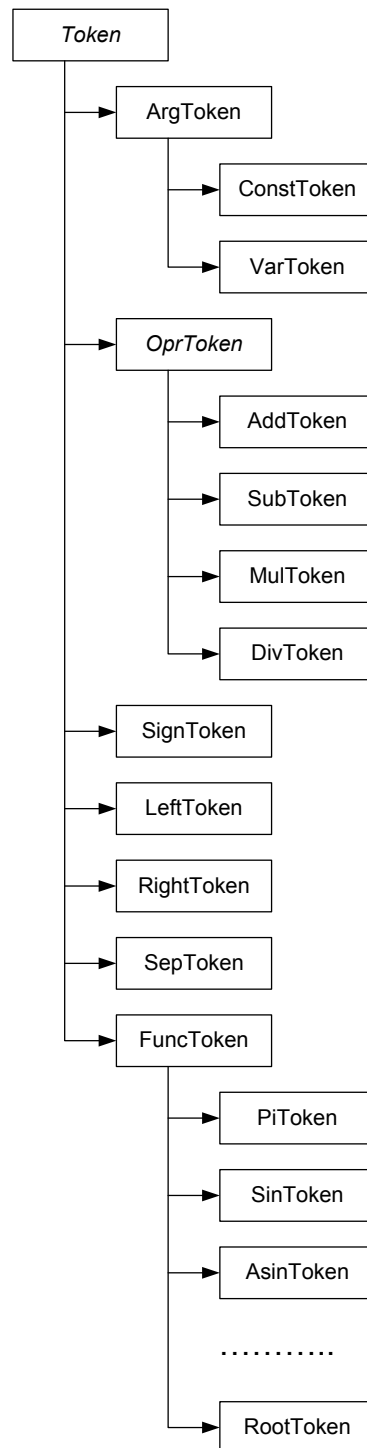 Token
ArgToken
ConstToken
VarToken
OprToken
AddToken
SubToken
MulToken
DivToken
SignToken
LeftToken
RightToken
SepToken
FuncToken
PiToken
SinToken
AsinToken
...........
RootToken